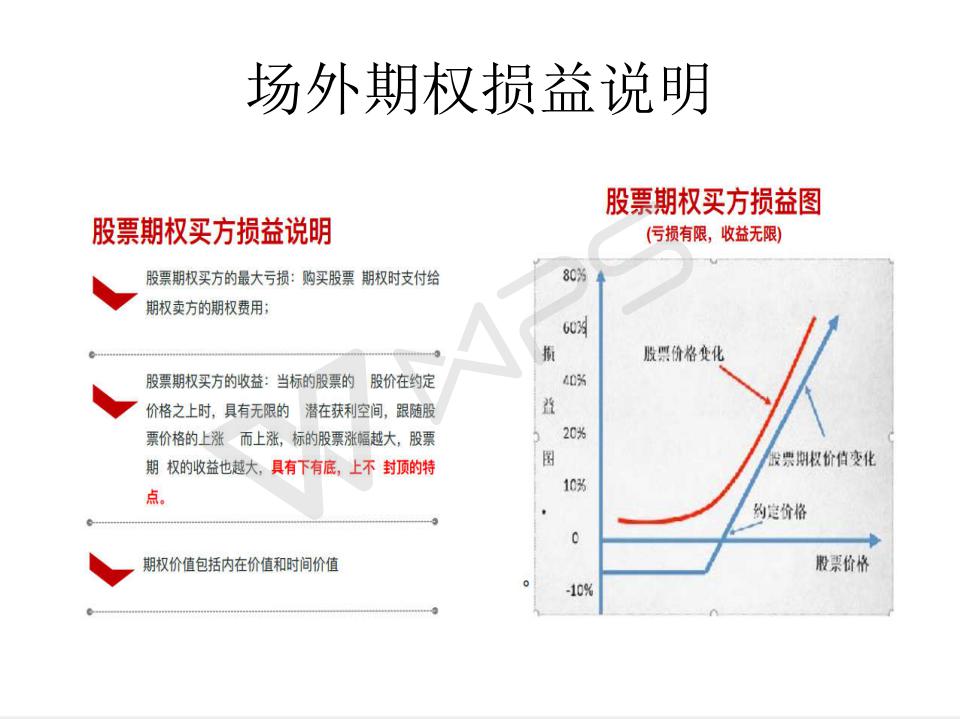 场外期权损益说明
股票期权买方损益说明
股票期权买方的最大亏损：购买股票 期权时支付给
期权卖方的期权费用；
股票期权买方的收益：当标的股票的 股价在约定
价格之上时，具有无限的 潜在获利空间，跟随股
票价格的上涨 而上涨，标的股票涨幅越大，股票
期 权的收益也越大，具有下有底，上不 封顶的特
点。
期权价值包括内在价值和时间价值
股票期权买方损益图
(亏损有限，收益无限)
80%
60%
损
股票价格变化
40%
益
20%
图
股票期权价值变化
10%
约定价格
0
股票价格
-10%
。
WPS